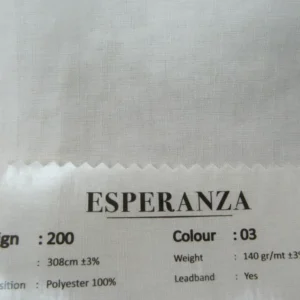 ESPERANZA
ign : 200 Colour : 03
: 308cm ±3% Weight : 140 gr/mt ±3%
sition : Polyester 100% Leadband : Yes